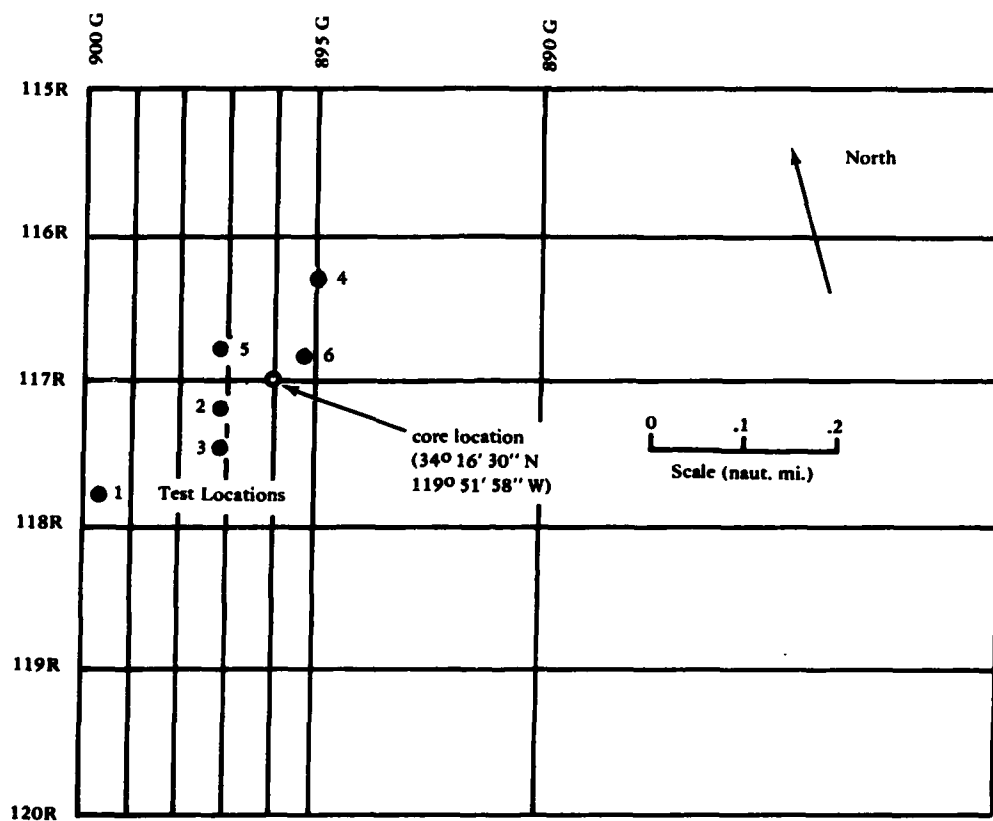 900 G
895 G
890 G
115R
North
116R
4
5
6
117R
2
0 .1 .2
core location
3
(34° 16' 30" N
Scale (naut. mi.)
119° 51' 58" W)
1
Test Locations
118R
119R
120R